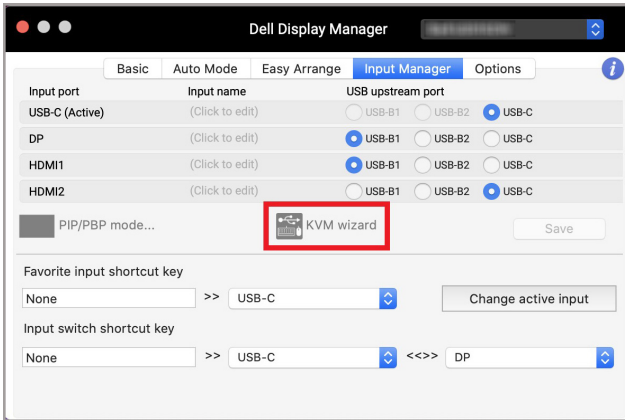 Dell Display Manager
Basic Auto Mode Easy Arrange Input Manager Options i
Input port Input name USB upstream port
USB-C (Active) (Click to edit) USB-B1 USB-B2 USB-C
DP (Click to edit) USB-B1 USB-B2 USB-C
HDMI1 (Click to edit) USB-B1 USB-B2 USB-C
HDMI2 (Click to edit) USB-B1 USB-B2 USB-C
PIP/PBP mode... KVM wizard Save
Favorite input shortcut key
None >> USB-C Change active input
Input switch shortcut key
None >> USB-C <<>> DP